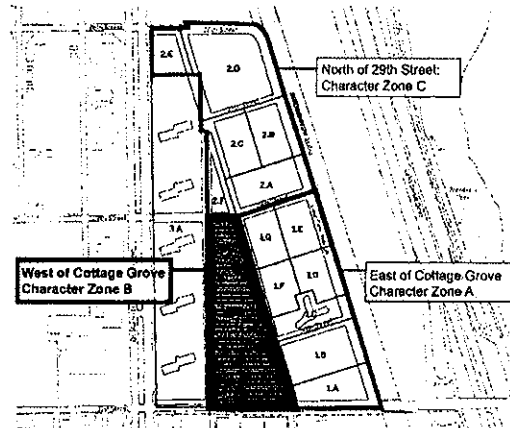 2.E
2.D
North of 29th Street:
Character Zone C
2.C
2.B
2.A
2.F
3.A
1.G
1.E
West of Cottage Grove
Character Zone B
1.F
1.D
East of Cottage Grove
Character Zone A
1.B
1.A